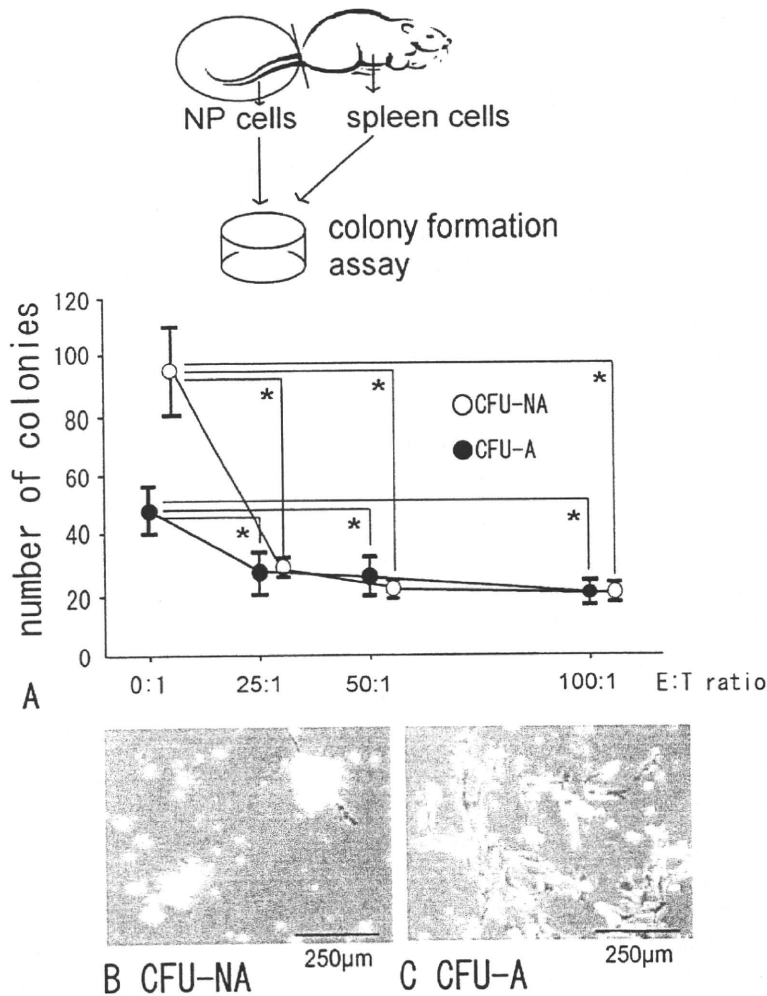 NP cells spleen cells
colony formation
assay
number of colonies
120
100
80
60
40
20
0
*
*
*
○CFU-NA
●CFU-A
*
*
*
0:1 25:1 50:1 100:1 E:T ratio
A
250μm 250μm
B CFU-NA C CFU-A